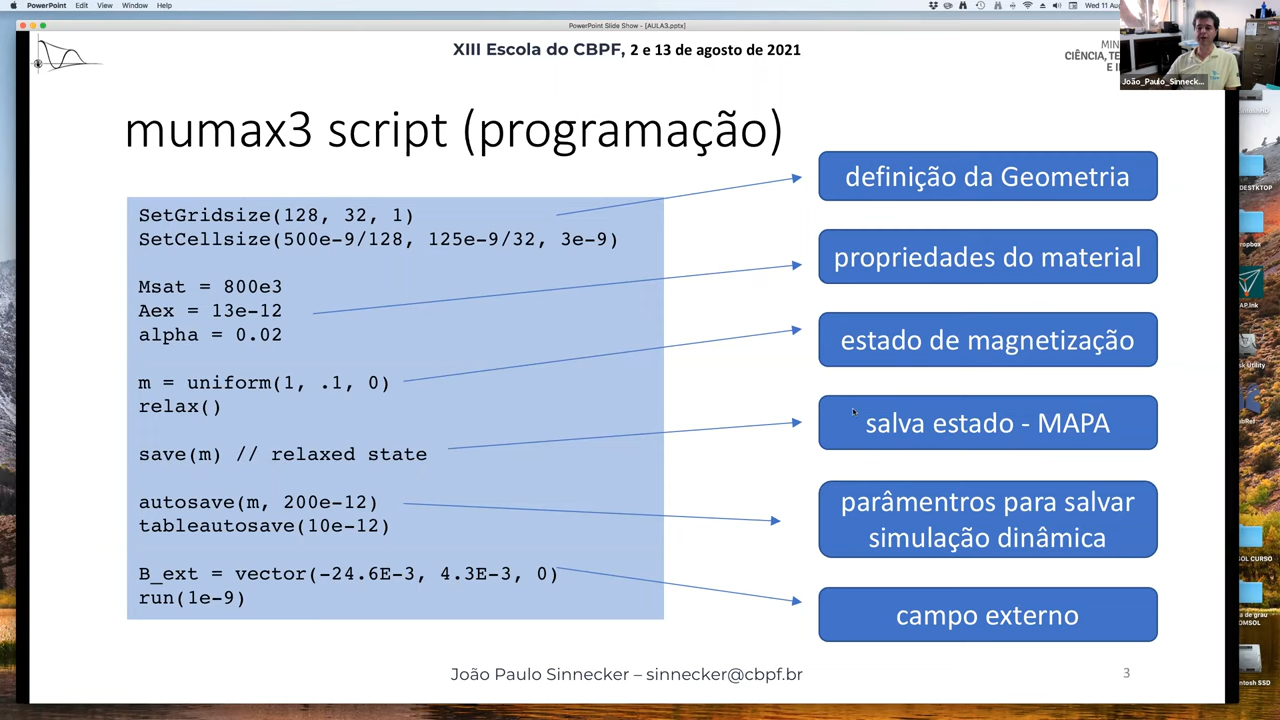 PowerPoint Edit View Window Help
Wed 11
PowerPoint Slide Show - [AULA3.pptx]
XIII Escola do CBPF, 2 e 13 de agosto de 2021
João_Paulo_Sinneck...
mumax3 script (programação)
SetGridsize(128, 32, 1)
SetCellsize(500e-9/128, 125e-9/32, 3e-9)
Msat = 800e3
Aex = 13e-12
alpha = 0.02
m = uniform(1, .1, 0)
relax()
save(m) // relaxed state
autosave(m, 200e-12)
tableautosave(10e-12)
B_ext = vector(-24.6E-3, 4.3E-3, 0)
run(1e-9)
definição da Geometria
propriedades do material
estado de magnetização
salva estado - MAPA
parâmentros para salvar
simulação dinâmica
campo externo
João Paulo Sinnecker – sinnecker@cbpf.br
3